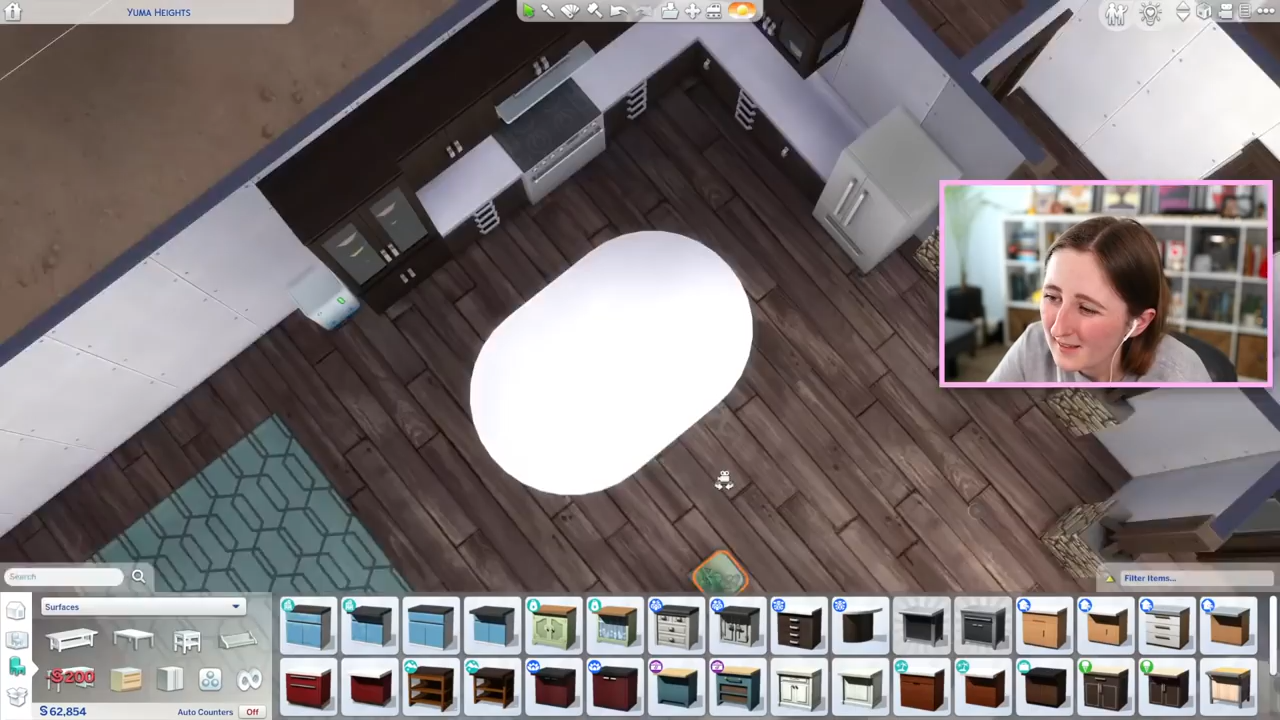 YUMA HEIGHTS
Search
Filter Items...
Surfaces
$200
$62,854
Auto Counters Off